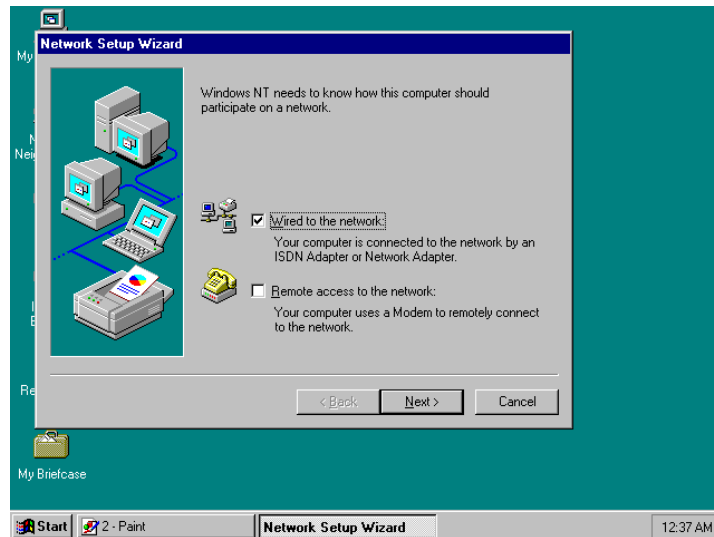 My
Network Setup Wizard
Windows NT needs to know how this computer should
participate on a network.
N
Neig
Wired to the network:
Your computer is connected to the network by an
ISDN Adapter or Network Adapter.
Remote access to the network:
Your computer uses a Modem to remotely connect
to the network.
I
E
Re
< Back
Next >
Cancel
My Briefcase
Start
2 - Paint
Network Setup Wizard
12:37 AM